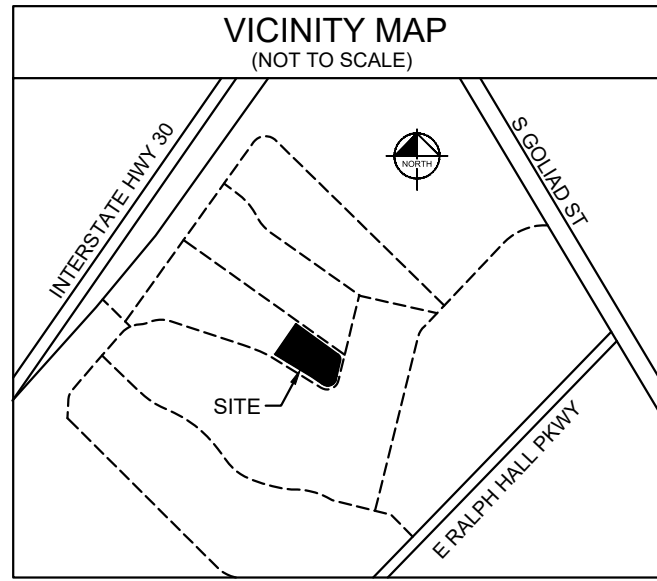 VICINITY MAP
(NOT TO SCALE)
INTERSTATE HWY 30
NORTH
S GOLIAD ST
SITE
E RALPH HALL PKWY